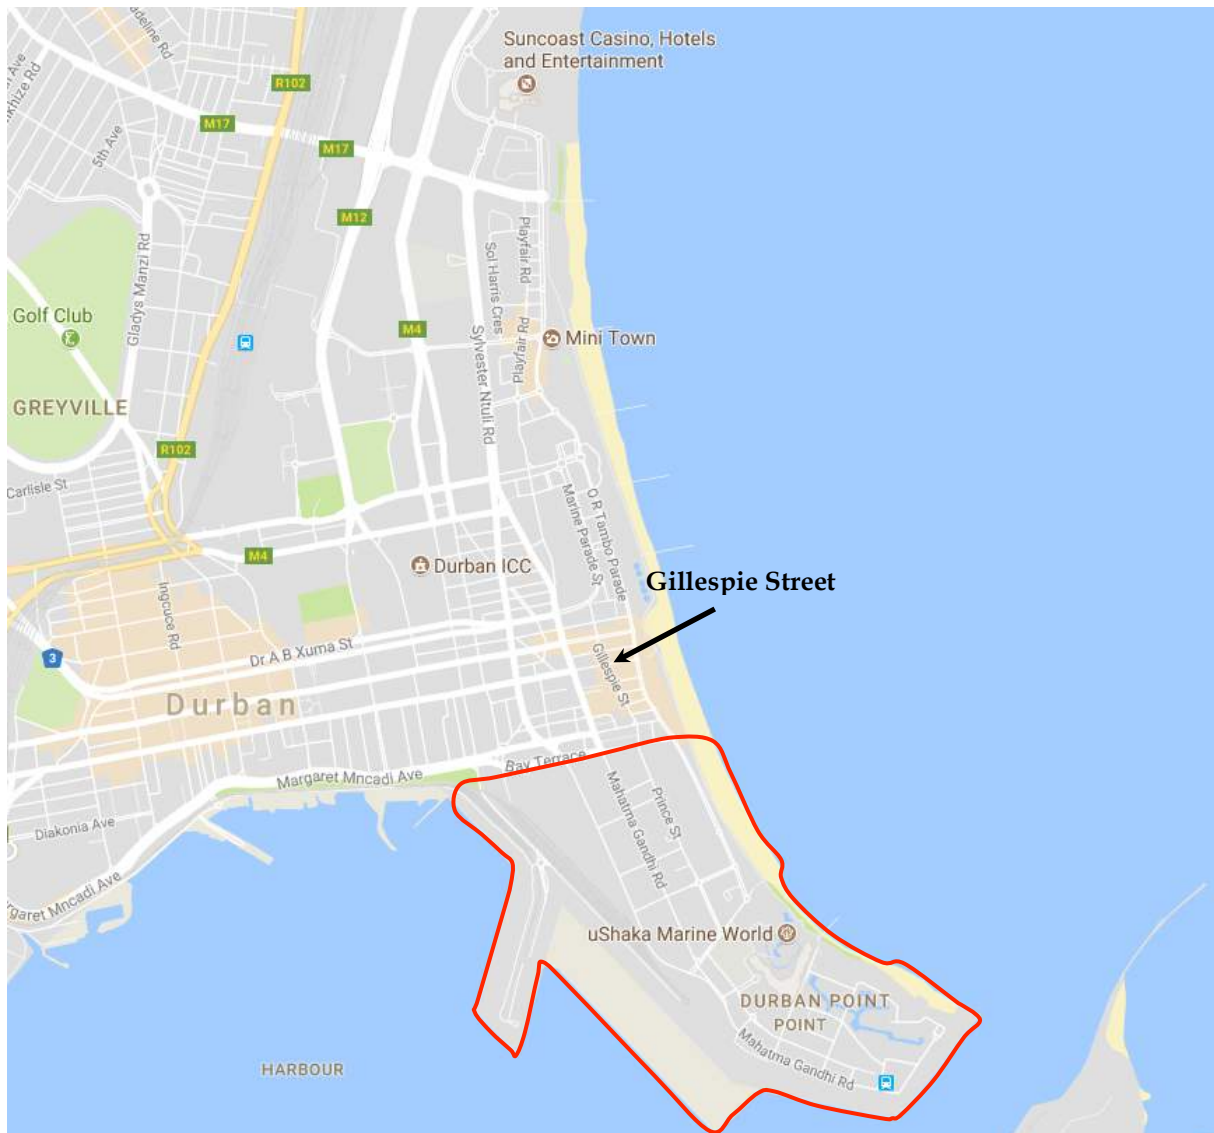 Suncoast Casino, Hotels
and Entertainment
R102
M17
5th Ave
M17
M12
Playfair Rd
Sol Harris Cres
Gladys Manzi Rd
Golf Club
M4
Mini Town
Playfair Rd
Sylvester Ntuli Rd
GREYVILLE
R102
Carlisle St
Marine Parade St
O R Tambo Parade
M4
Durban ICC
Gillespie Street
Ingcuce Rd
Dr A B Xuma St
3
Gillespie St
Durban
Bay Terrace
Margaret Mncadi Ave
Mahatma Gandhi Rd
Prince St
Diakonia Ave
rgaret Mncadi Ave
uShaka Marine World
DURBAN POINT
POINT
Mahatma Gandhi Rd
HARBOUR